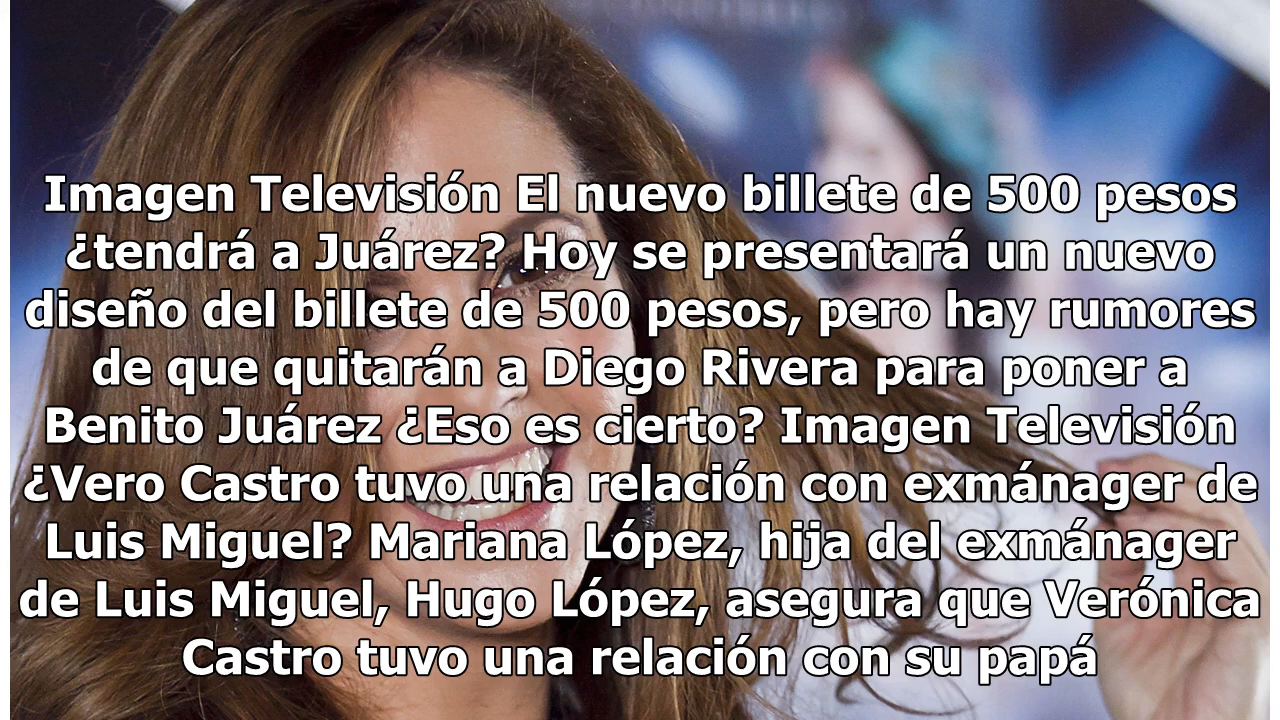 Imagen Televisión El nuevo billete de 500 pesos
¿tendrá a Juárez? Hoy se presentará un nuevo
diseño del billete de 500 pesos, pero hay rumores
de que quitarán a Diego Rivera para poner a
Benito Juárez ¿Eso es cierto? Imagen Televisión
¿Vero Castro tuvo una relación con exmánager de
Luis Miguel? Mariana López, hija del exmánager
de Luis Miguel, Hugo López, asegura que Verónica
Castro tuvo una relación con su papá